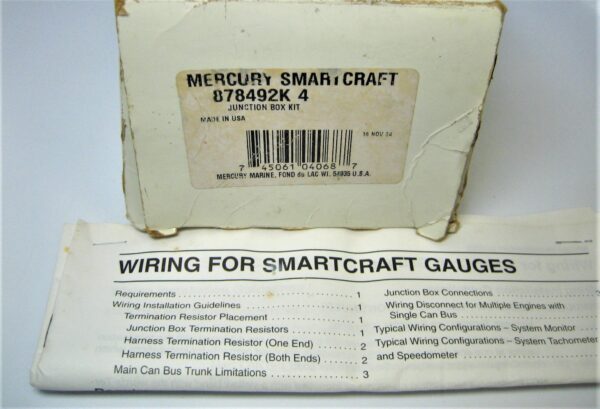 MERCURY SMARTCRAFT
878492K 4
JUNCTION BOX KIT
MADE IN USA
16 NOV
7 45061 04068 7
MERCURY MARINE, FOND du LAC WI. 54935 U.S.A.
WIRING FOR SMARTCRAFT GAUGES
Requirements 1
Wiring Installation Guidelines 1
Termination Resistor Placement 1
Junction Box Termination Resistors 1
Harness Termination Resistor (One End) 2
Harness Termination Resistor (Both Ends) 2
Main Can Bus Trunk Limitations 3
Junction Box Connections 3
Wiring Disconnect for Multiple Engines with
Single Can Bus
Typical Wiring Configurations – System Monitor
Typical Wiring Configurations – System Tachometer
and Speedometer